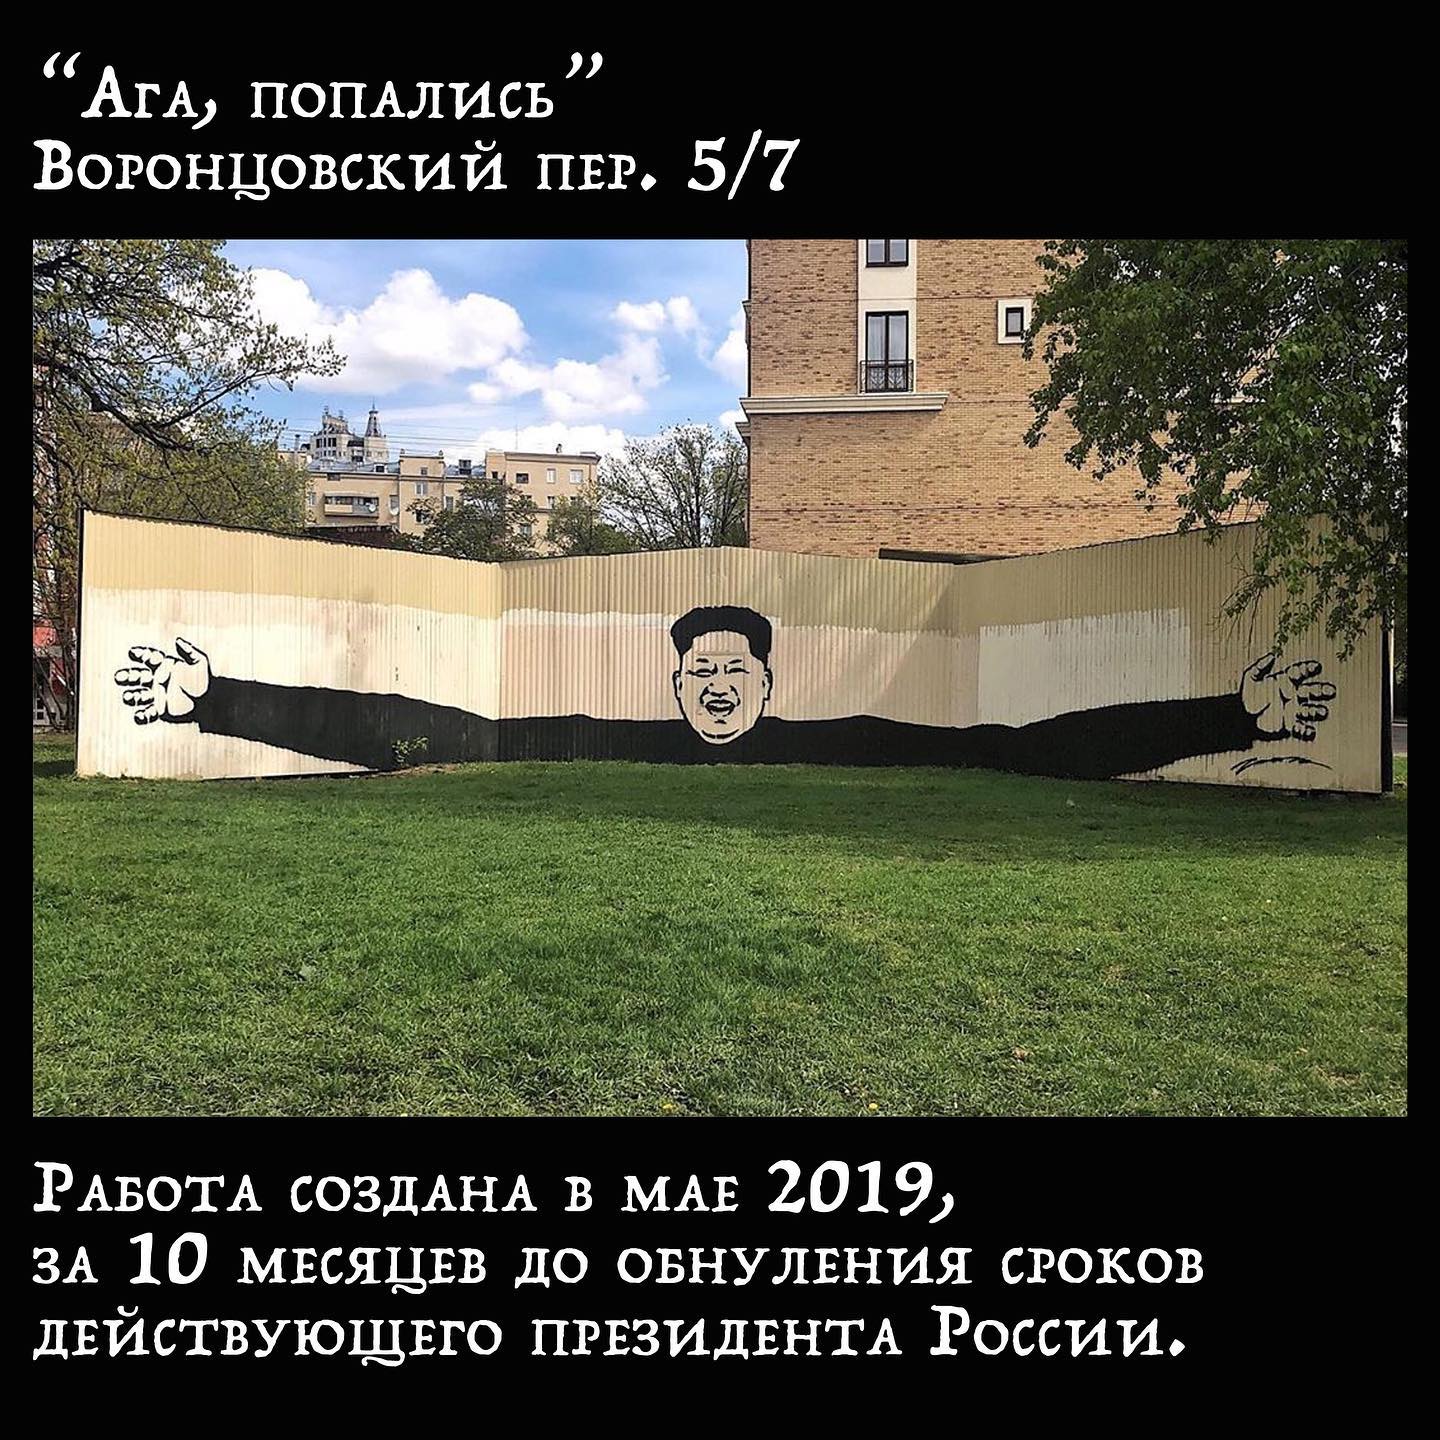 “Ага, попались”
Воронцовский пер. 5/7
Работа создана в мае 2019,
за 10 месяцев до обнуления сроков
действующего президента России.